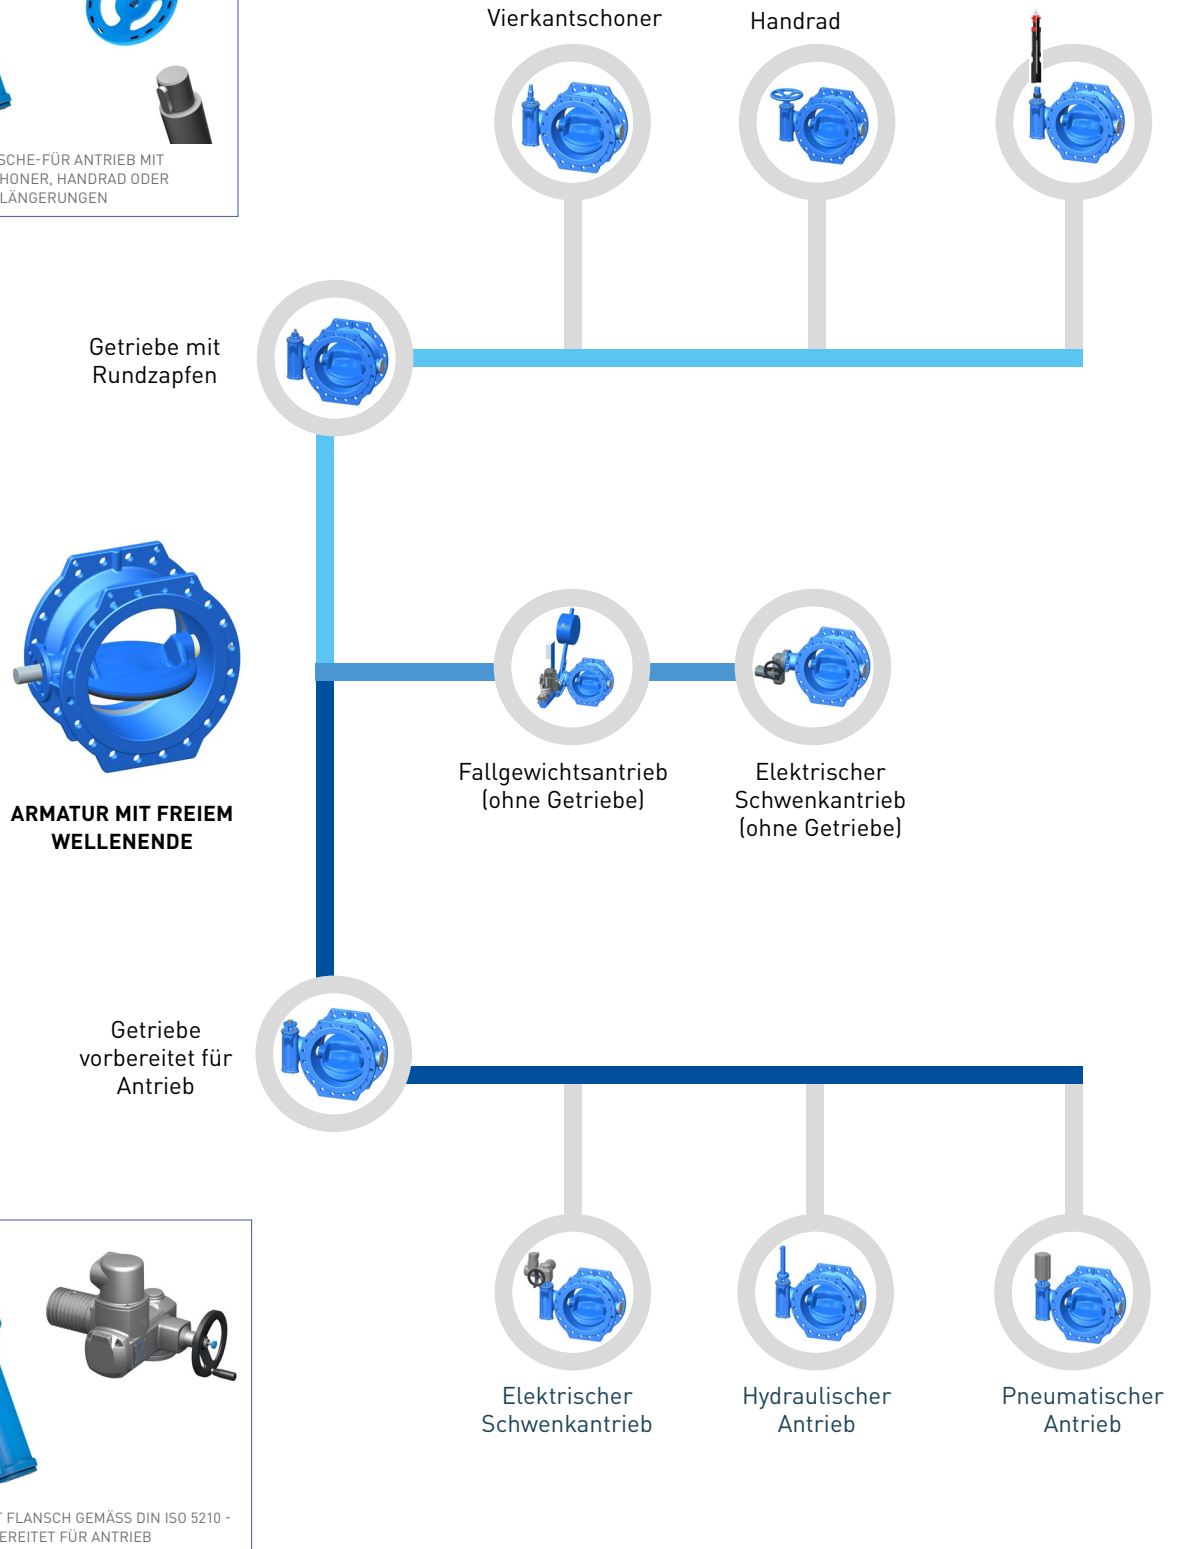 Vierkantschoner
Handrad
SCHE-FÜR ANTRIEB MIT
HONER, HANDRAD ODER
LÄNGERUNGEN
Getriebe mit
Rundzapfen
ARMATUR MIT FREIEM
WELLENENDE
Fallgewichtsantrieb
(ohne Getriebe)
Elektrischer
Schwenkantrieb
(ohne Getriebe)
Getriebe
vorbereitet für
Antrieb
Elektrischer
Schwenkantrieb
Hydraulischer
Antrieb
Pneumatischer
Antrieb
T FLANSCH GEMÄSS DIN ISO 5210 -
EREITET FÜR ANTRIEB